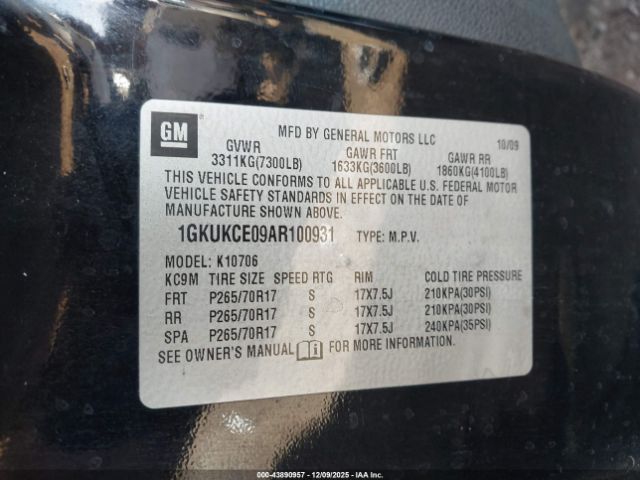 GM
MFD BY GENERAL MOTORS LLC 10/09
GVWR GAWR FRT GAWR RR
3311KG(7300LB) 1633KG(3600LB) 1860KG(4100LB)
THIS VEHICLE CONFORMS TO ALL APPLICABLE U.S. FEDERAL MOTOR
VEHICLE SAFETY STANDARDS IN EFFECT ON THE DATE OF
MANUFACTURE SHOWN ABOVE.
1GKUKCE09AR100931 TYPE: M.P.V.
MODEL: K10706
KC9M TIRE SIZE SPEED RTG RIM COLD TIRE PRESSURE
FRT P265/70R17 S 17X7.5J 210KPA(30PSI)
RR P265/70R17 S 17X7.5J 210KPA(30PSI)
SPA P265/70R17 S 17X7.5J 240KPA(35PSI)
SEE OWNER'S MANUAL FOR MORE INFORMATION.
000-43890957 - 12/09/2025 - IAA Inc.